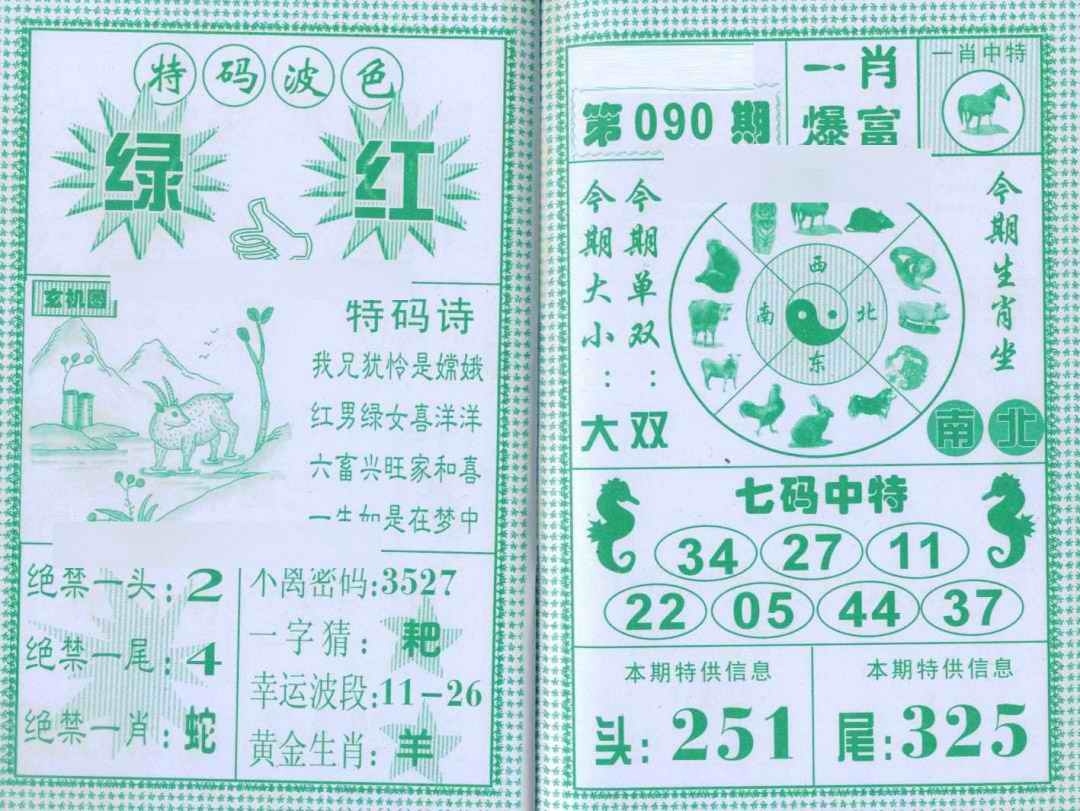 特码波色
绿 红
玄机图
特码诗
我兄犹怜是嫦娥
红男绿女喜洋洋
六畜兴旺家和喜
一生如是在梦中
绝禁一头：2
绝禁一尾：4
绝禁一肖：蛇
不离密码：3527
一字猜：耙
幸运波段：11-26
黄金生肖：羊
第090期
一肖
爆富
一肖中特
今期大小：大
今期单双：双
西
南 北
东
今期生肖坐
南北
七码中特
34 27 11
22 05 44 37
本期特供信息
头：251
本期特供信息
尾：325